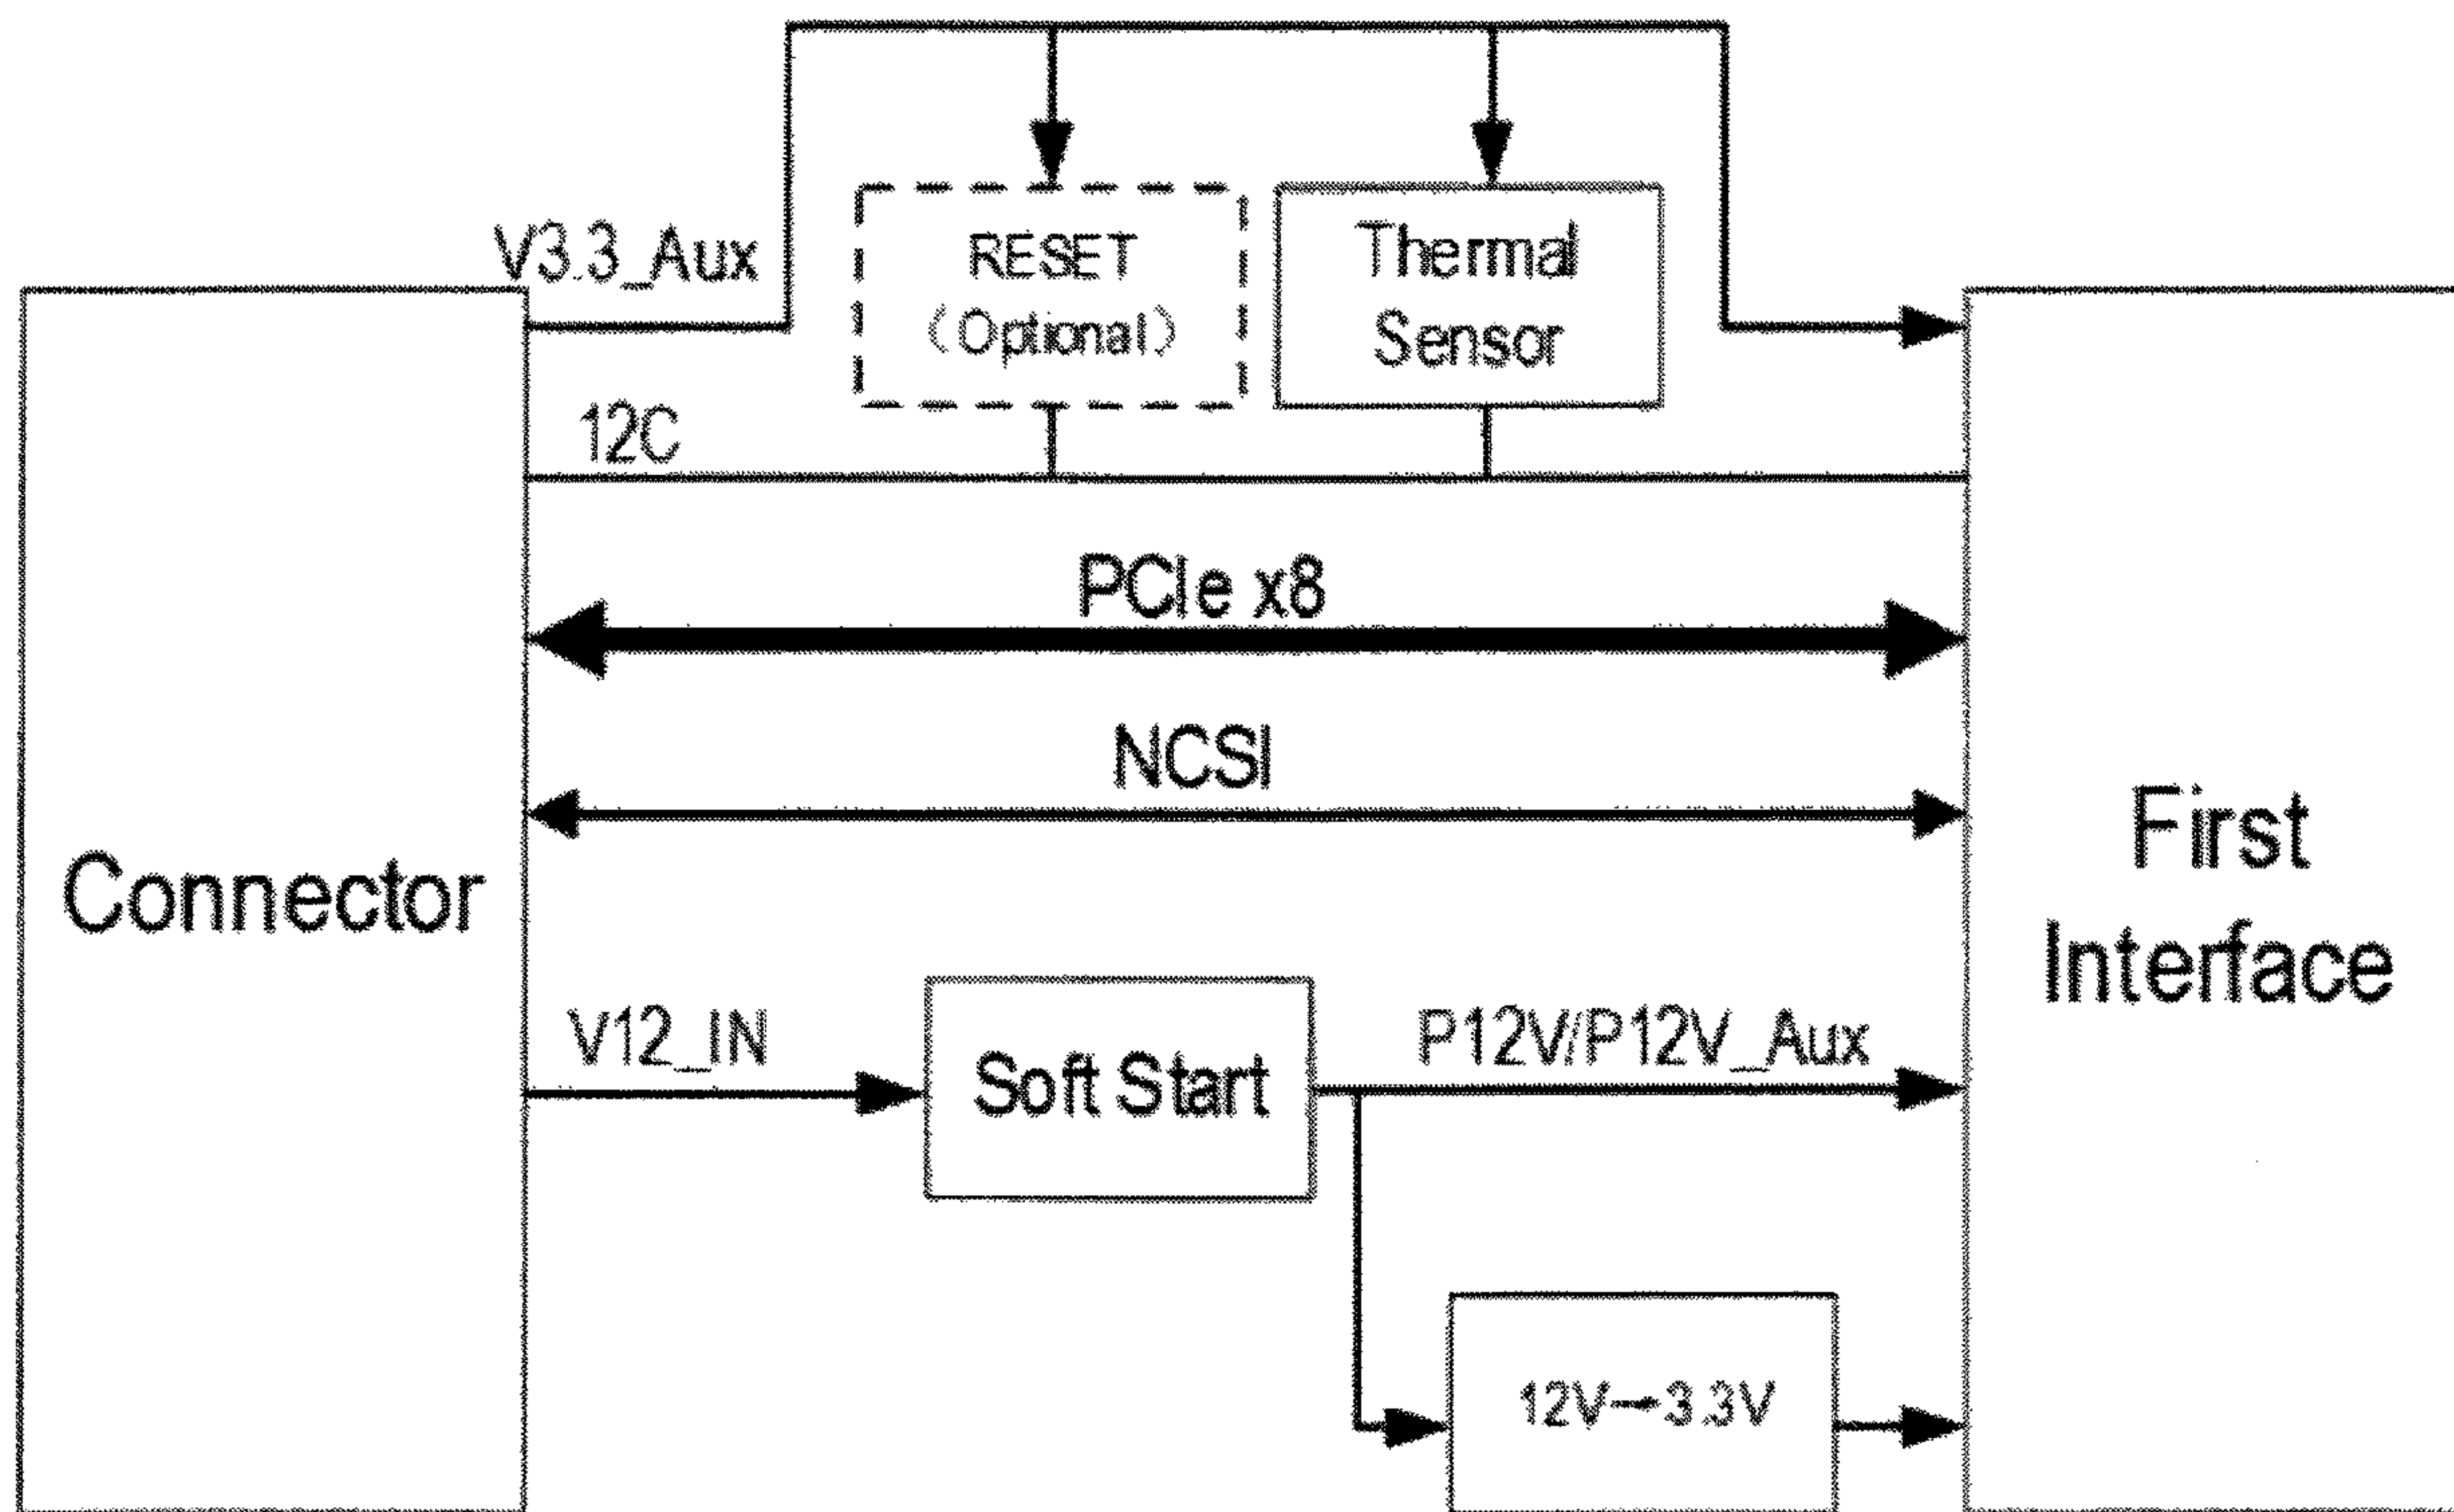 V3.3_Aux
RESET
(Optional)
Thermal
Sensor
12C
PCIe x8
NCSI
Connector
First
Interface
V12_IN
Soft Start
P12V/P12V_Aux
12V→3.3V